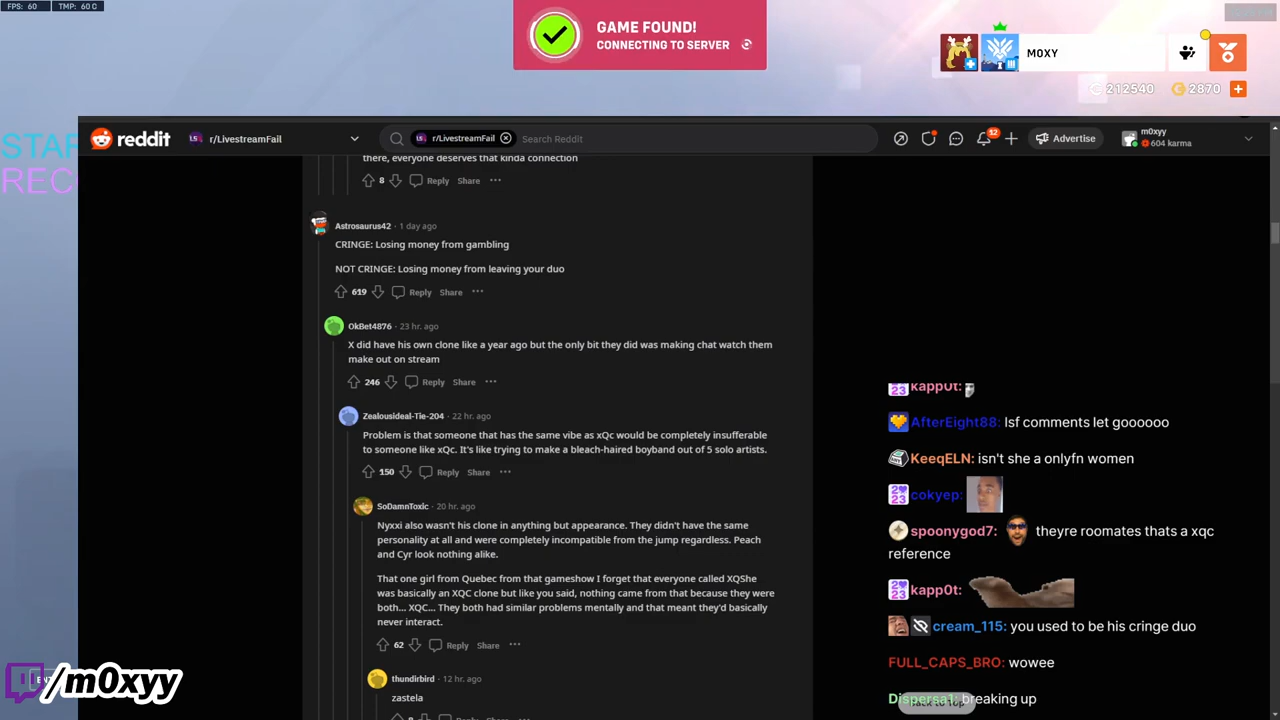 FPS: 60 TMP: 60 C
GAME FOUND!
CONNECTING TO SERVER
MOXY
212540 2870
STAR
REC
reddit r/LivestreamFail r/LivestreamFail Search Reddit 12 Advertise m0xyy
604 karma
there, everyone deserves that kinda connection
8 Reply Share
Astrosaurus42 · 1 day ago
CRINGE: Losing money from gambling
NOT CRINGE: Losing money from leaving your duo
619 Reply Share
OkBet4876 · 23 hr. ago
X did have his own clone like a year ago but the only bit they did was making chat watch them
make out on stream
246 Reply Share
Zealousideal-Tie-204 · 22 hr. ago
Problem is that someone that has the same vibe as xQc would be completely insufferable
to someone like xQc. It's like trying to make a bleach-haired boyband out of 5 solo artists.
150 Reply Share
SoDamnToxic · 20 hr. ago
Nyxxi also wasn't his clone in anything but appearance. They didn't have the same
personality at all and were completely incompatible from the jump regardless. Peach
and Cyr look nothing alike.
That one girl from Quebec from that gameshow I forget that everyone called XQShe
was basically an XQC clone but like you said, nothing came from that because they were
both... XQC... They both had similar problems mentally and that meant they'd basically
never interact.
62 Reply Share
thundirbird · 12 hr. ago
zastela
8 Reply Share
kapp0t:
AfterEight88: lsf comments let gooooo
KeeqELN: isn't she a onlyfn women
cokyep:
spoonygod7: theyre roomates thats a xqc
reference
kapp0t:
cream_115: you used to be his cringe duo
FULL_CAPS_BRO: wowee
Dispersa1: breaking up
Back to Top
/m0xyy